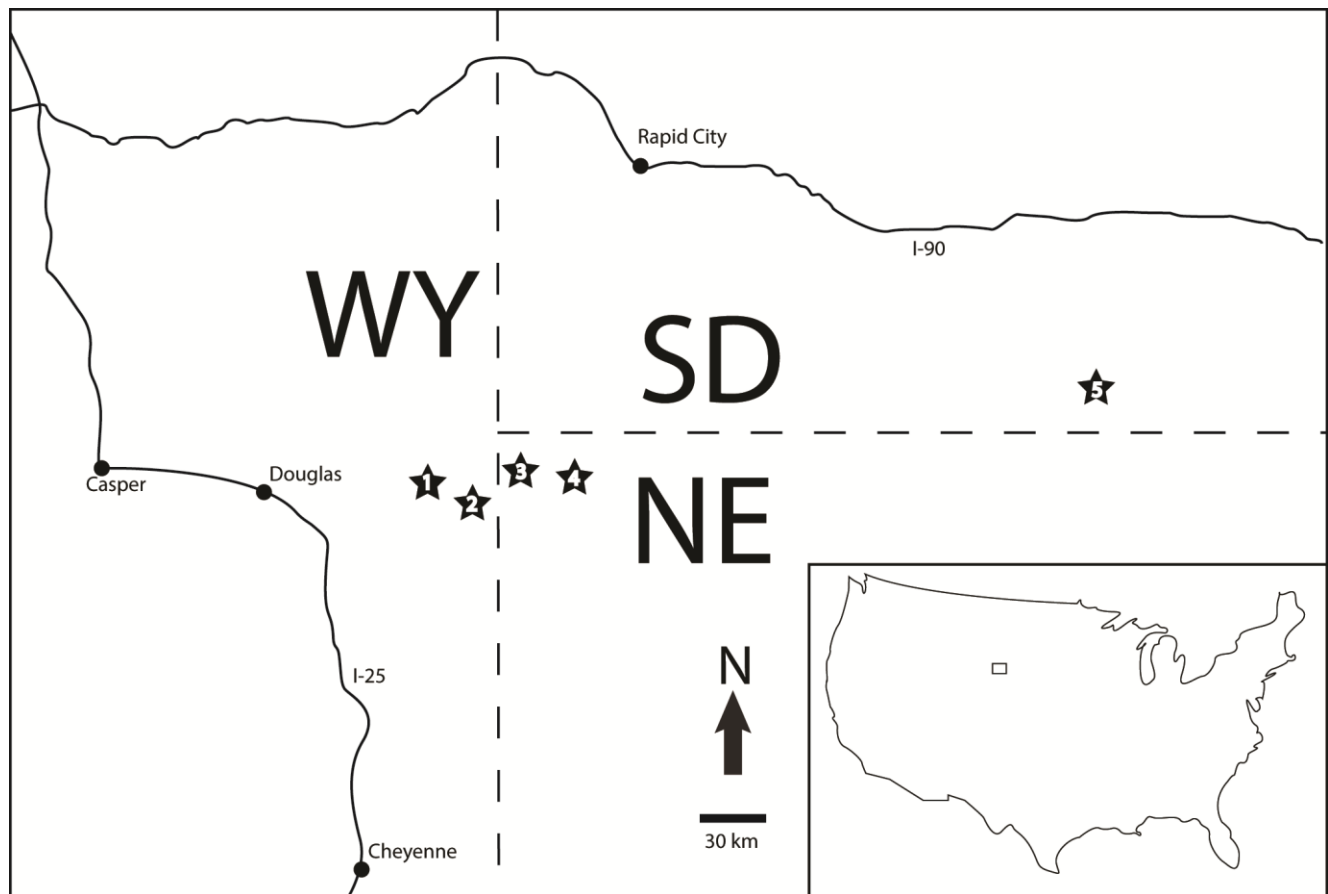 Rapid City
I-90
WY
SD
5
Casper
Douglas
1
2
3
4
NE
I-25
N
30 km
Cheyenne